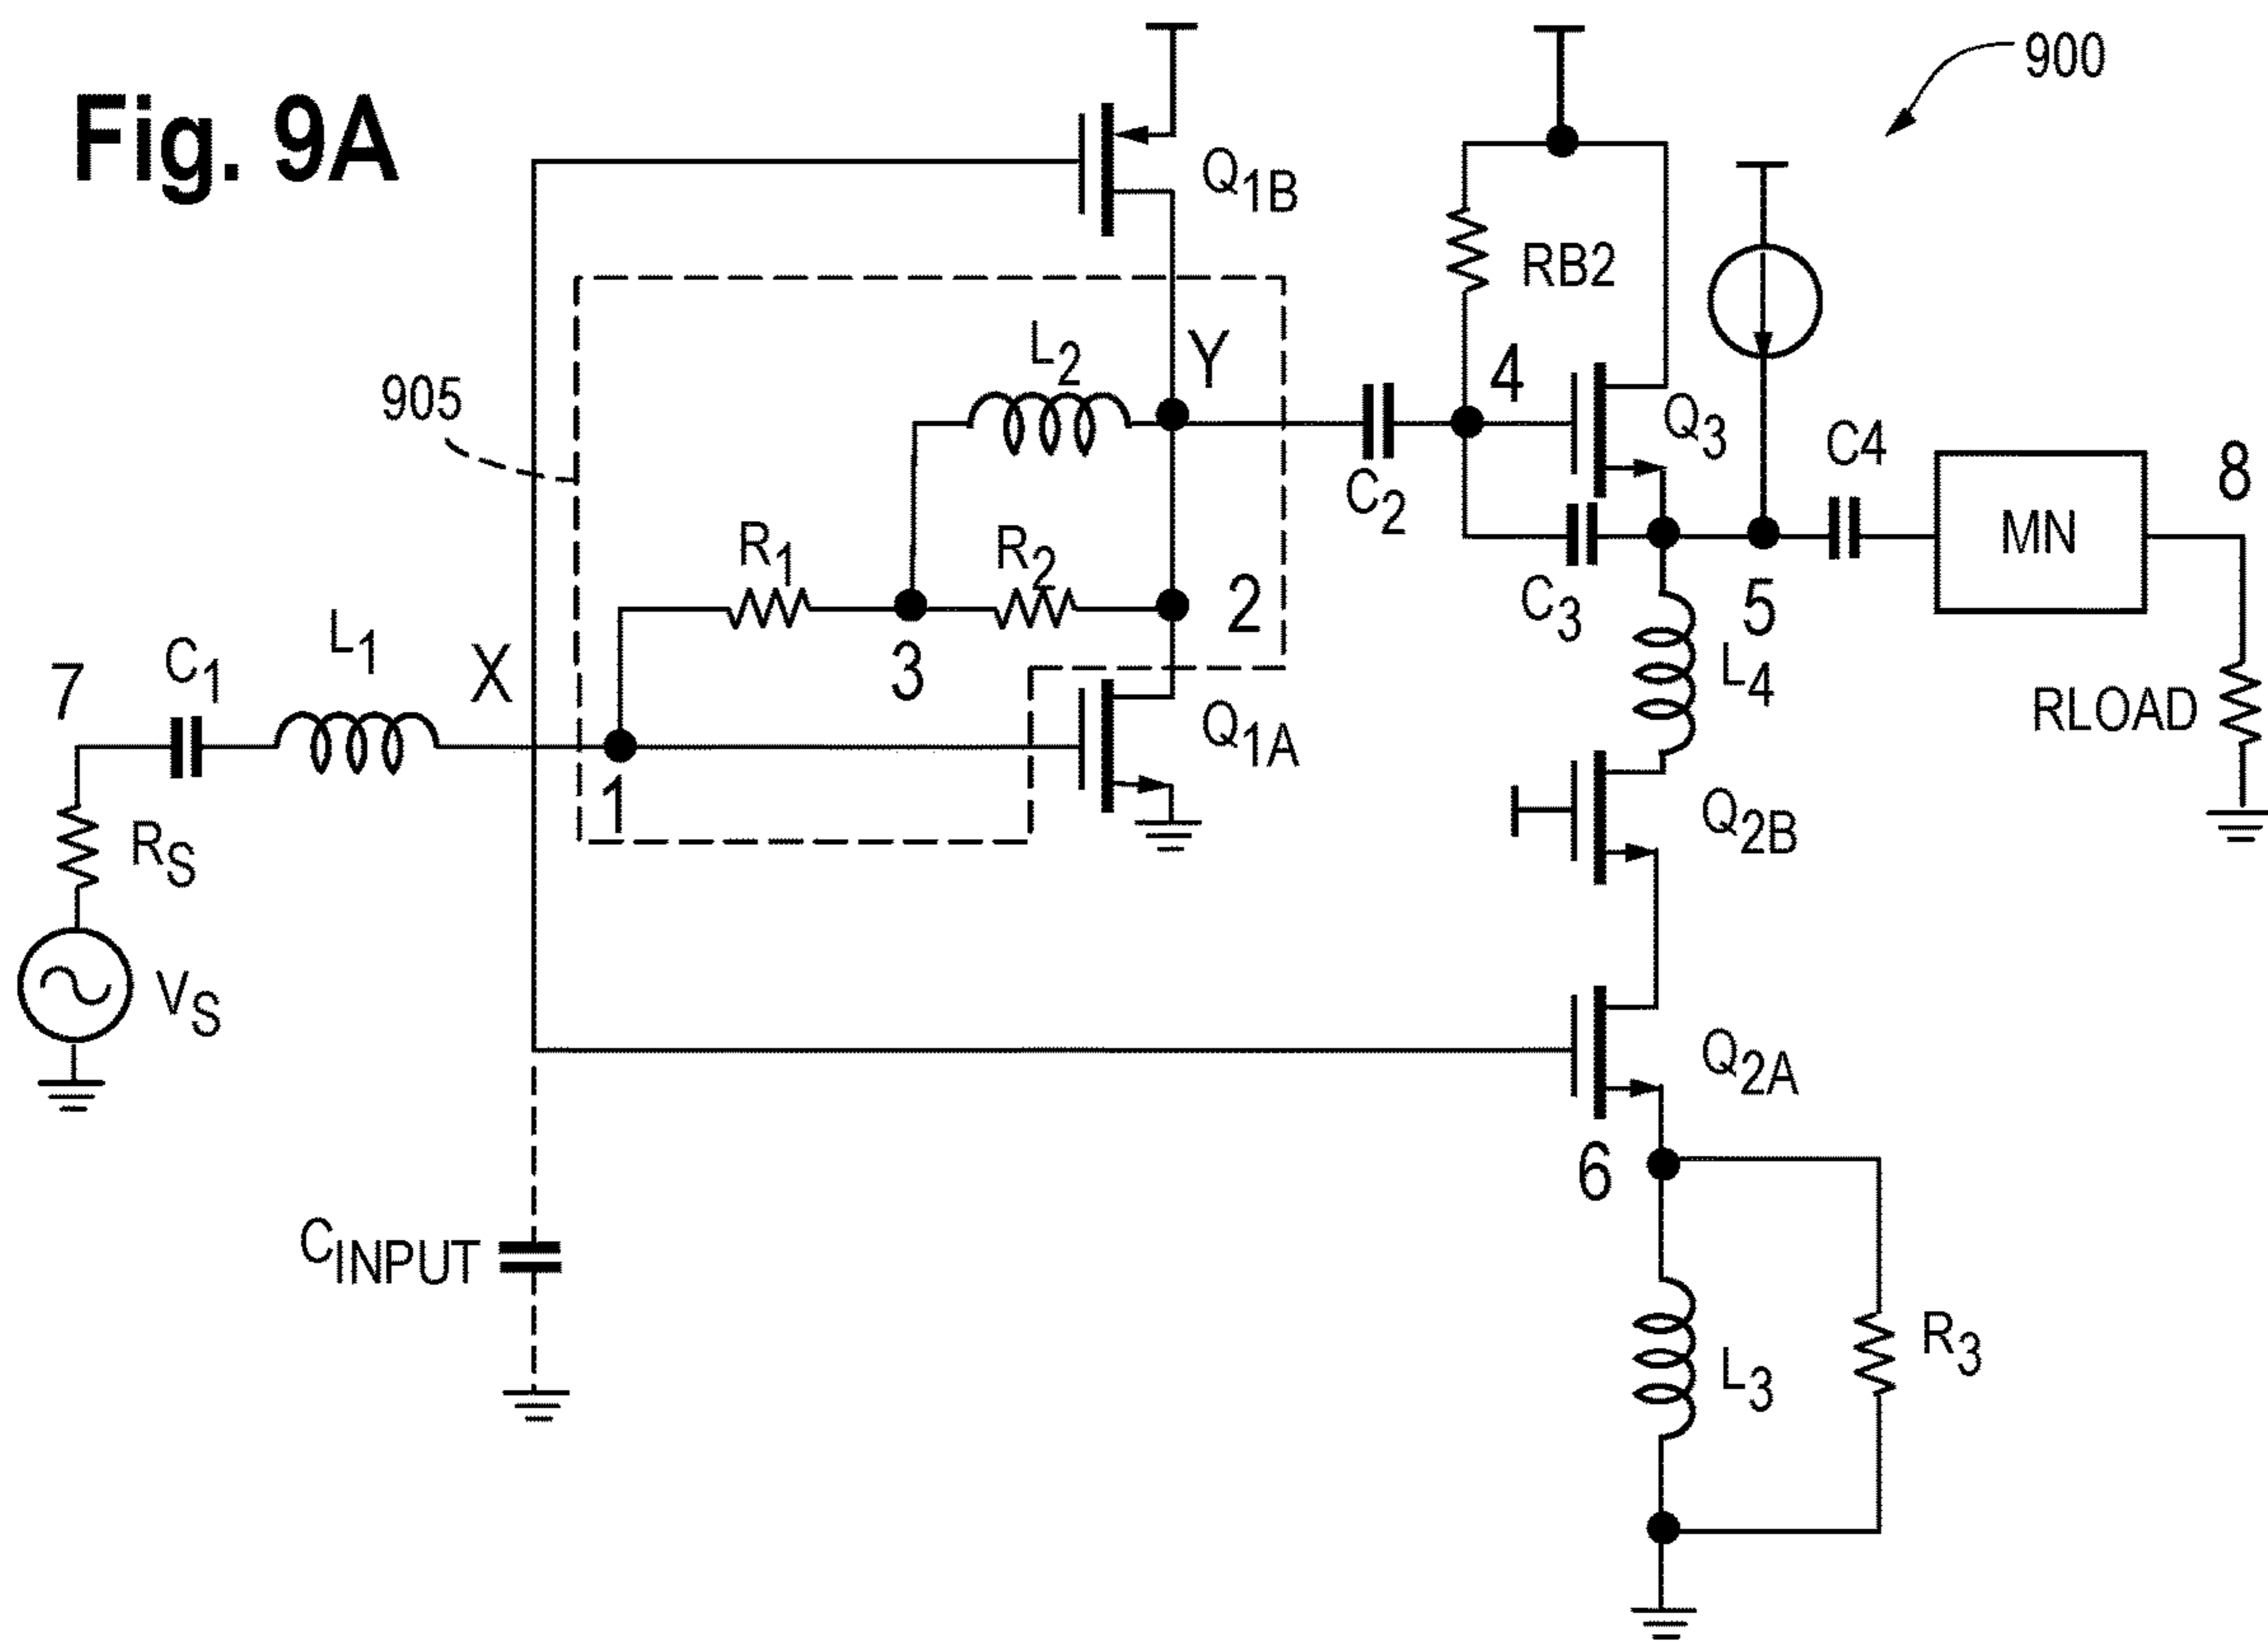 Fig. 9A
900
Q1B
RB2
L2
Y
4
905
Q3
C4
8
C2
MN
R1
R2
2
C3
5
L1
X
C1
3
L4
7
Q1A
RLOAD
1
Q2B
RS
VS
Q2A
6
CINPUT
L3
R3